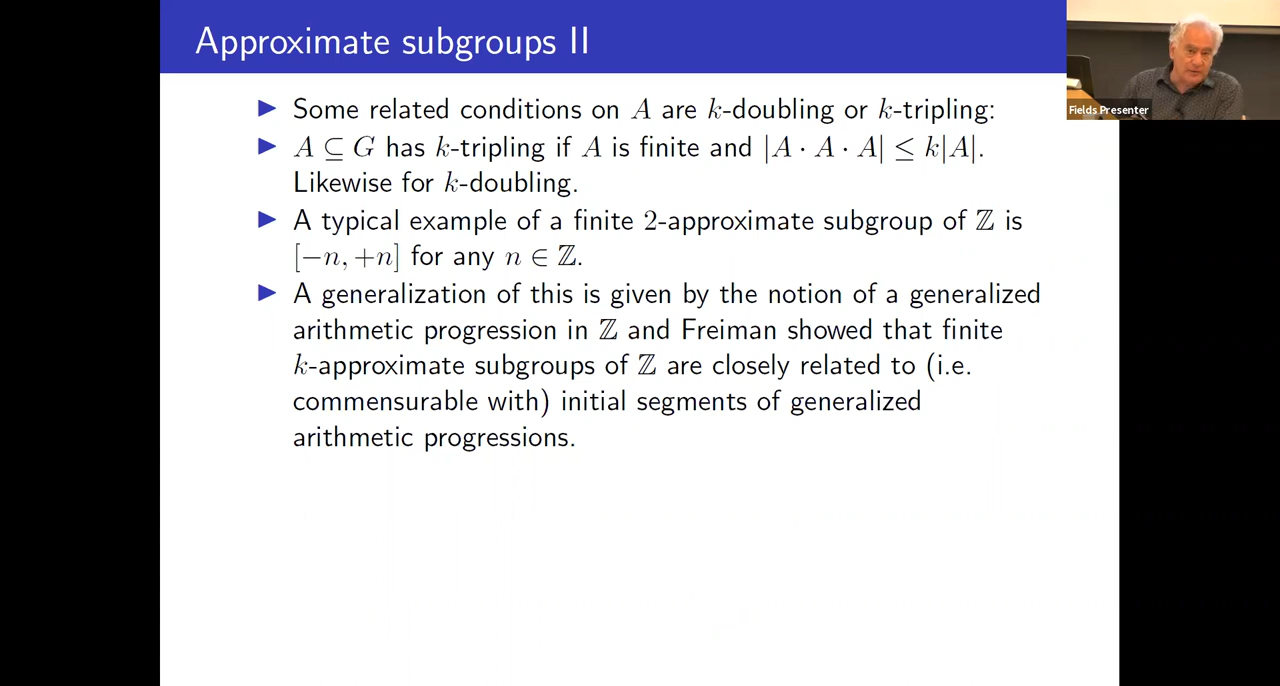 Approximate subgroups II
▶ Some related conditions on A are k-doubling or k-tripling:
▶ A ⊆ G has k-tripling if A is finite and |A · A · A| ≤ k|A|.
Likewise for k-doubling.
▶ A typical example of a finite 2-approximate subgroup of ℤ is
[−n, +n] for any n ∈ ℤ.
▶ A generalization of this is given by the notion of a generalized
arithmetic progression in ℤ and Freiman showed that finite
k-approximate subgroups of ℤ are closely related to (i.e.
commensurable with) initial segments of generalized
arithmetic progressions.
Fields Presenter